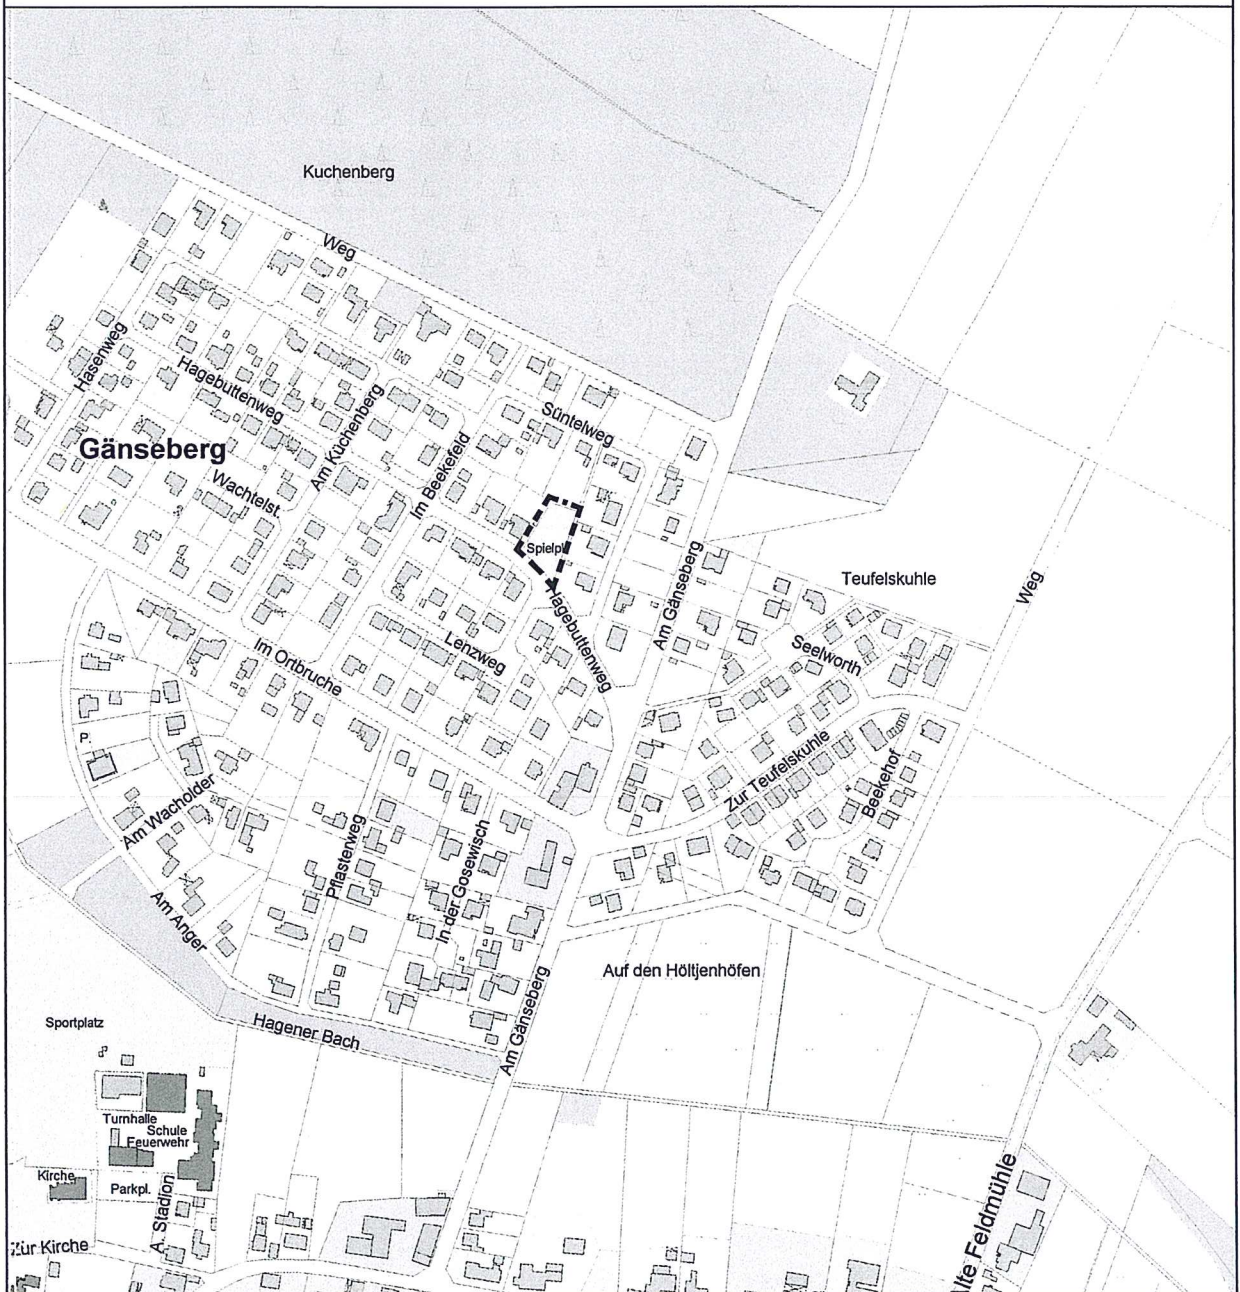 Kuchenberg
Weg
Hasenweg
Hagebuttenweg
Süntelweg
Am Kuchenberg
Gänseberg
Im Beekefeld
Wachtelst.
Spielpl
Am Gänseberg
Teufelskuhle
Weg
Hagebuttenweg
Seelworth
Lenzweg
Im Ortbruche
P.
Zur Teufelskuhle
Beekehof
Am Wacholder
Pflasterweg
In der Gosewisch
Am Anger
Auf den Höltjenhöfen
Am Gänseberg
Sportplatz
Hagener Bach
Turnhalle
Schule
Feuerwehr
Kirche
Parkpl.
A. Stadion
Zur Kirche
lte Feldmühle